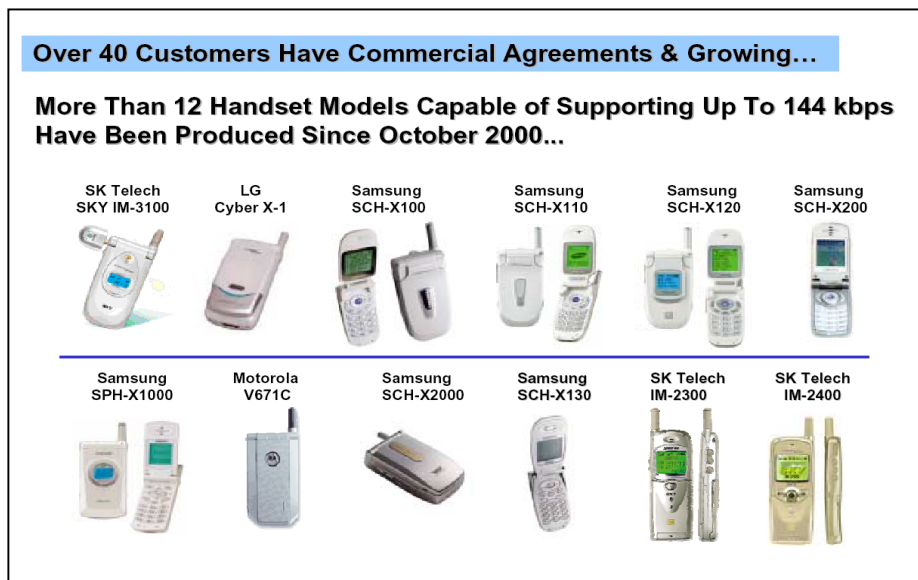 Over 40 Customers Have Commercial Agreements & Growing…
More Than 12 Handset Models Capable of Supporting Up To 144 kbps
Have Been Produced Since October 2000...
SK Telech
SKY IM-3100
LG
Cyber X-1
Samsung
SCH-X100
Samsung
SCH-X110
Samsung
SCH-X120
Samsung
SCH-X200
Samsung
SPH-X1000
Motorola
V671C
Samsung
SCH-X2000
Samsung
SCH-X130
SK Telech
IM-2300
SK Telech
IM-2400